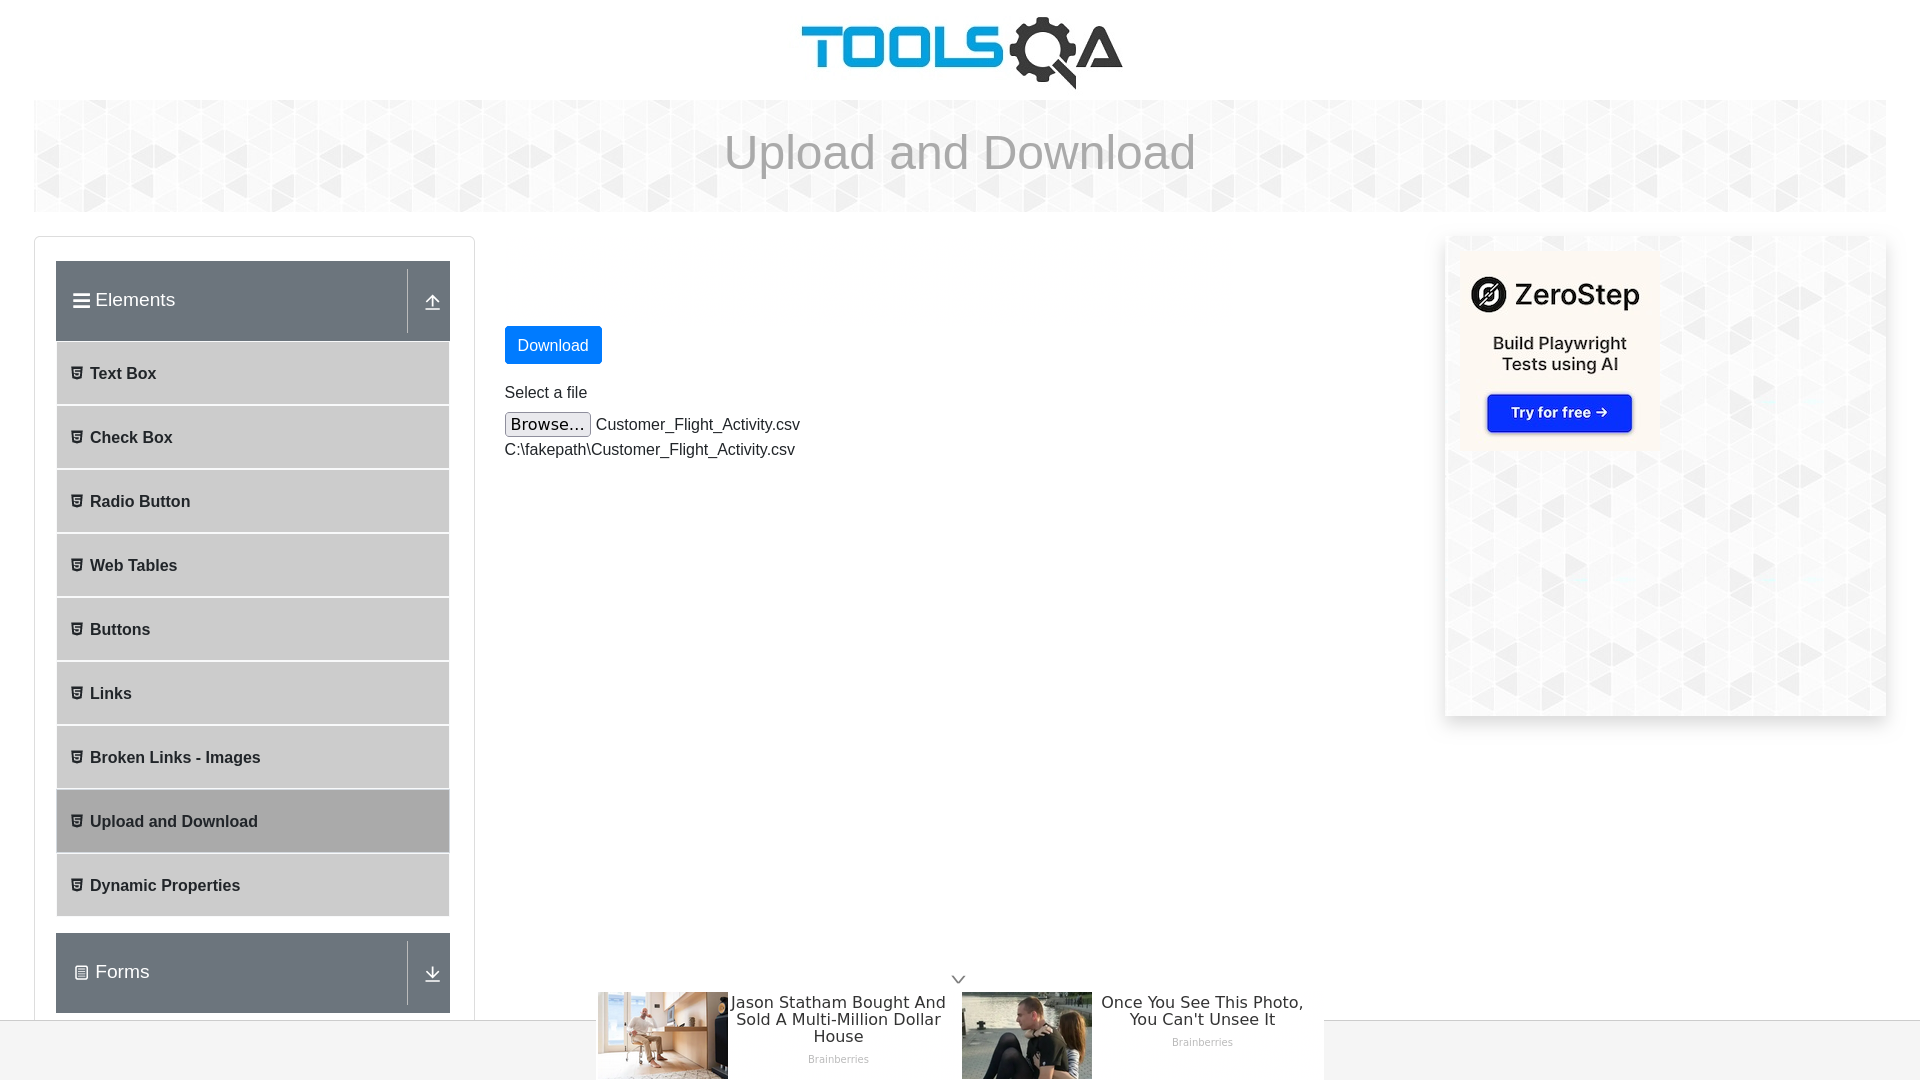 TOOLSQA
Upload and Download
Elements
Text Box
Check Box
Radio Button
Web Tables
Buttons
Links
Broken Links - Images
Upload and Download
Dynamic Properties
Forms
Download
Select a file
Browse... Customer_Flight_Activity.csv
C:\fakepath\Customer_Flight_Activity.csv
ZeroStep
Build Playwright
Tests using AI
Try for free →
Jason Statham Bought And
Sold A Multi-Million Dollar
House
Brainberries
Once You See This Photo,
You Can't Unsee It
Brainberries